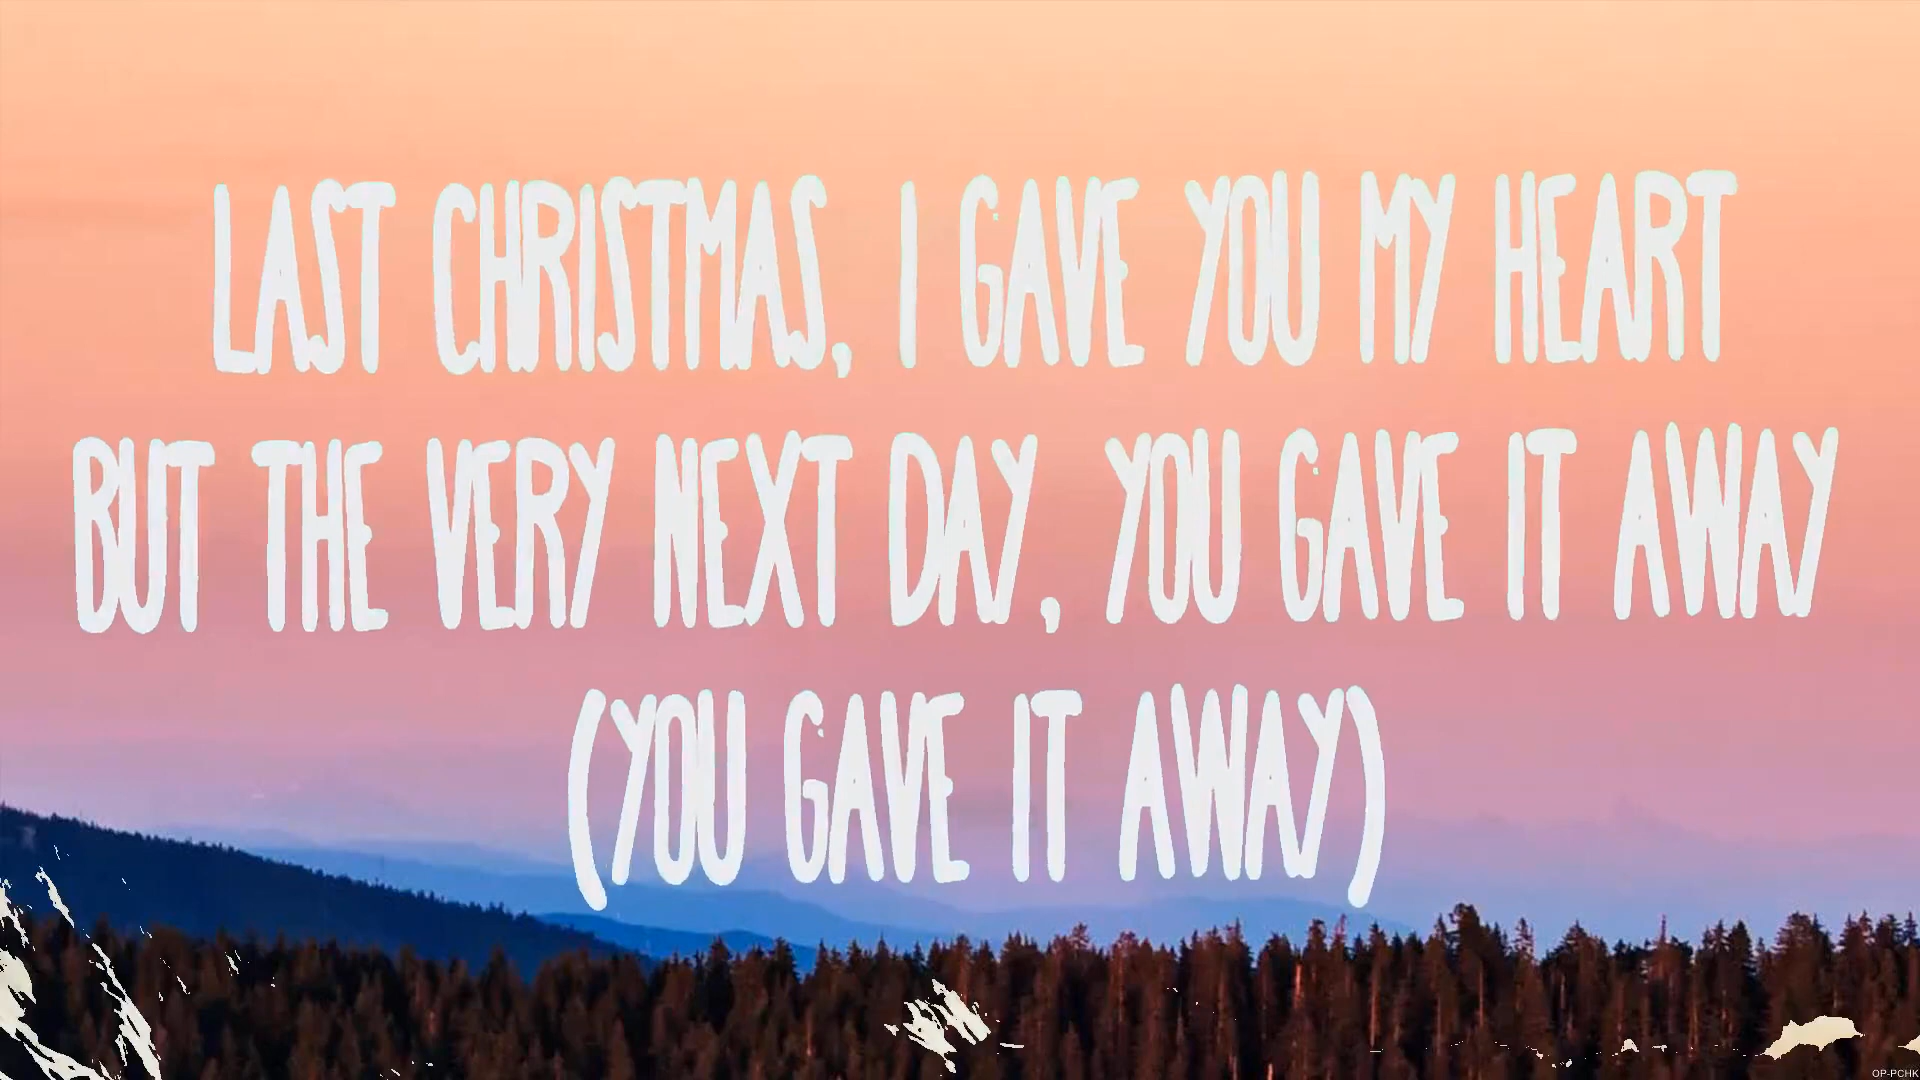 LAST CHRISTMAS, I GAVE YOU MY HEART
BUT THE VERY NEXT DAY, YOU GAVE IT AWAY
(YOU GAVE IT AWAY)
OP-PCHK